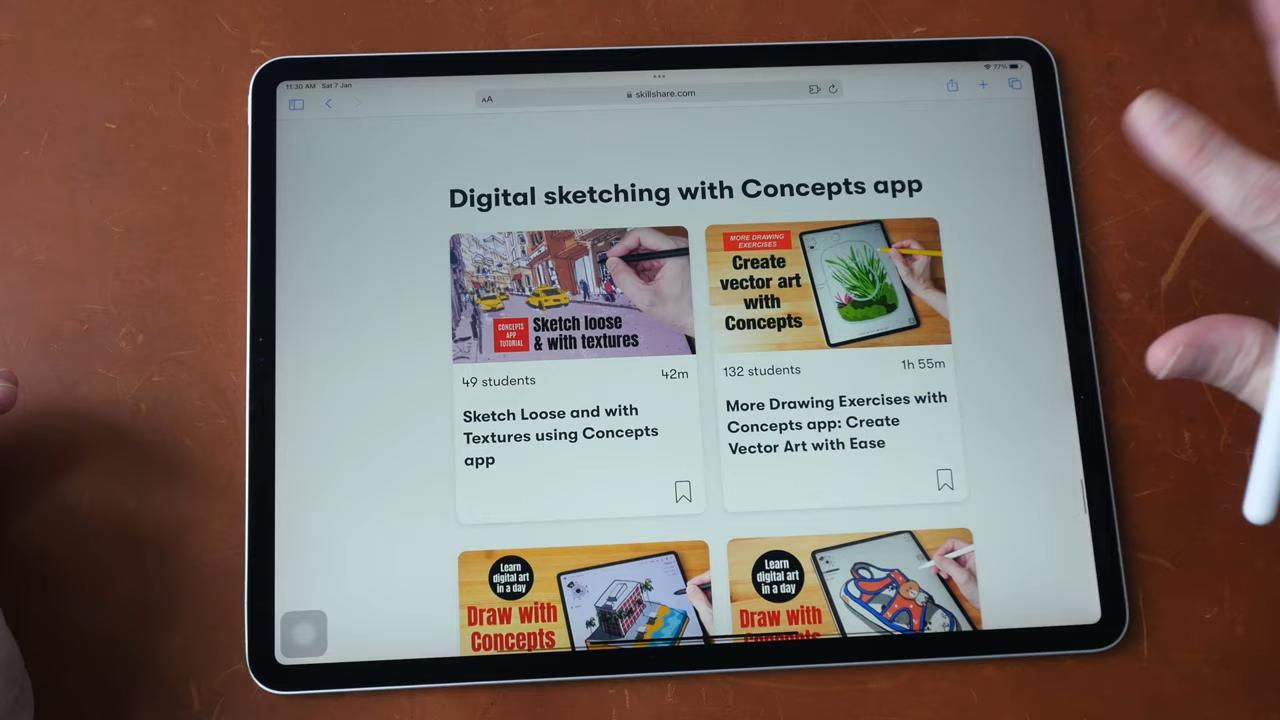 11:30 AM Sat 7 Jan
77%
AA
skillshare.com
Digital sketching with Concepts app
CONCEPTS
APP
TUTORIAL
Sketch loose
& with textures
49 students
42m
Sketch Loose and with
Textures using Concepts
app
MORE DRAWING
EXERCISES
Create
vector art
with
Concepts
132 students
1h 55m
More Drawing Exercises with
Concepts app: Create
Vector Art with Ease
Learn
digital art
in a day
Draw with
Concepts
Learn
digital art
in a day
Draw with
Concepts